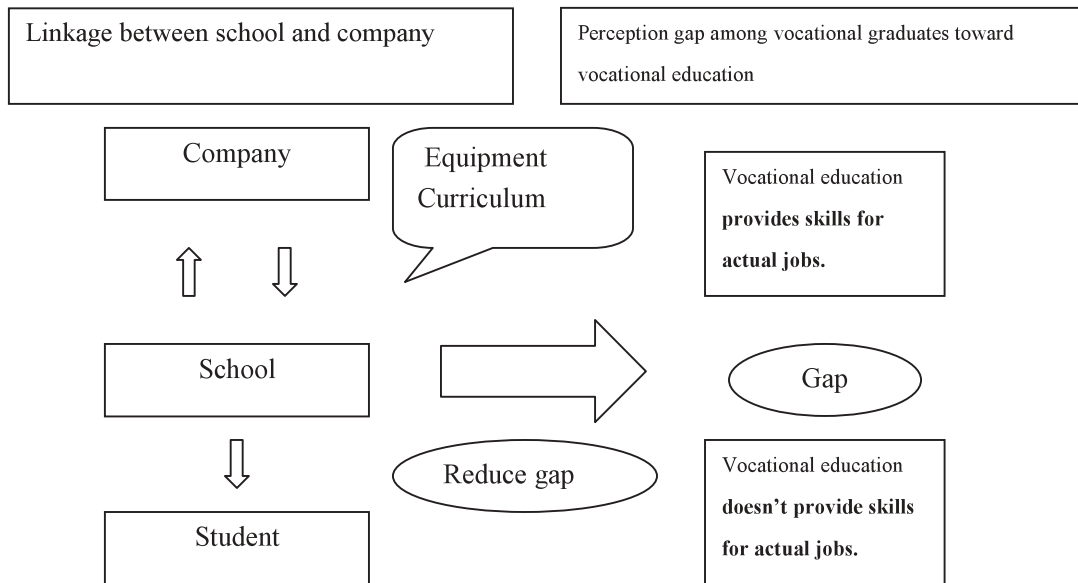 Linkage between school and company
Perception gap among vocational graduates toward
vocational education
Company
Equipment
Curriculum
Vocational education
provides skills for
actual jobs.
School
Gap
Reduce gap
Vocational education
doesn’t provide skills
for actual jobs.
Student